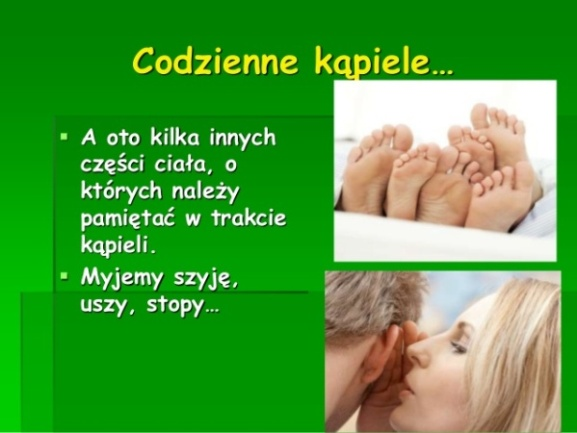 Codzienne kąpiele...
A oto kilka innych
części ciała, o
których należy
pamiętać w trakcie
kąpieli.
Myjemy szyję,
uszy, stopy...